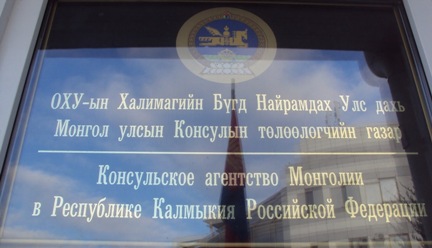 ОХУ-ын Халимагийн Бүгд Найрамдах Улс дахь
Монгол улсын Консулын төлөөлөгчийн газар
Консульское агентство Монголии
в Республике Калмыкия Российской Федерации